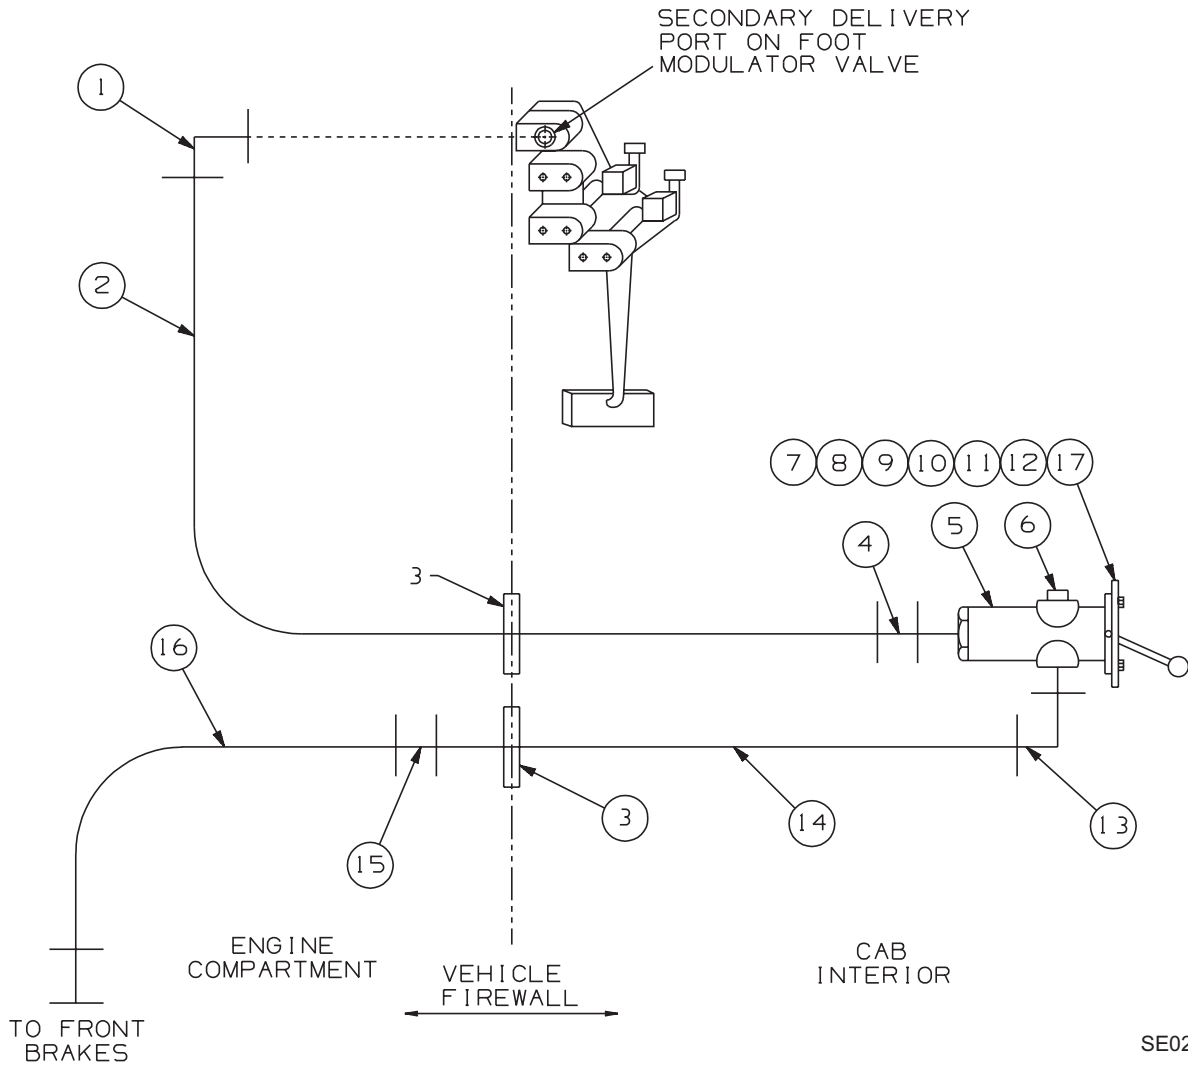 SECONDARY DELIVERY
PORT ON FOOT
MODULATOR VALVE
1
2
7 8 9 10 11 12 17
4
5
6
3
16
3
14
13
15
ENGINE
COMPARTMENT
VEHICLE
FIREWALL
CAB
INTERIOR
TO FRONT
BRAKES
SE02